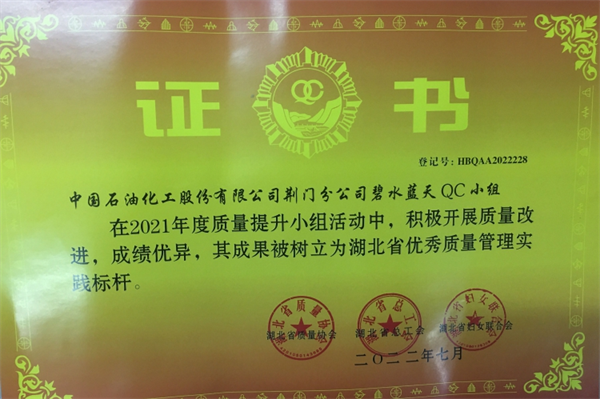 证 QC 书
登记号：HBQAA2022228
中国石油化工股份有限公司荆门分公司碧水蓝天QC小组
在2021年度质量提升小组活动中，积极开展质量改
进，成绩优异，其成果被树立为湖北省优秀质量管理实
践标杆。
湖北省质量协会 湖北省总工会 湖北省妇女联合会
二〇二二年七月